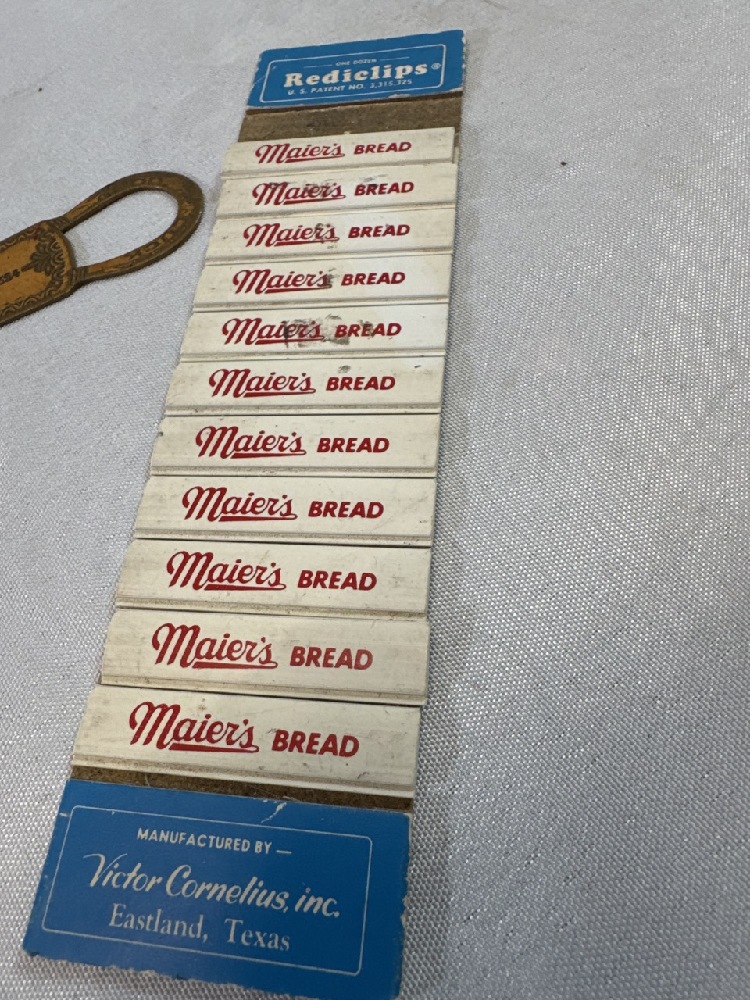 ONE DOZEN
Rediclips®
U. S. PATENT NO. 3,315,325
Maier's BREAD
Maier's BREAD
Maier's BREAD
Maier's BREAD
Maier's BREAD
Maier's BREAD
Maier's BREAD
Maier's BREAD
Maier's BREAD
Maier's BREAD
Maier's BREAD
MANUFACTURED BY —
Victor Cornelius, inc.
Eastland, Texas